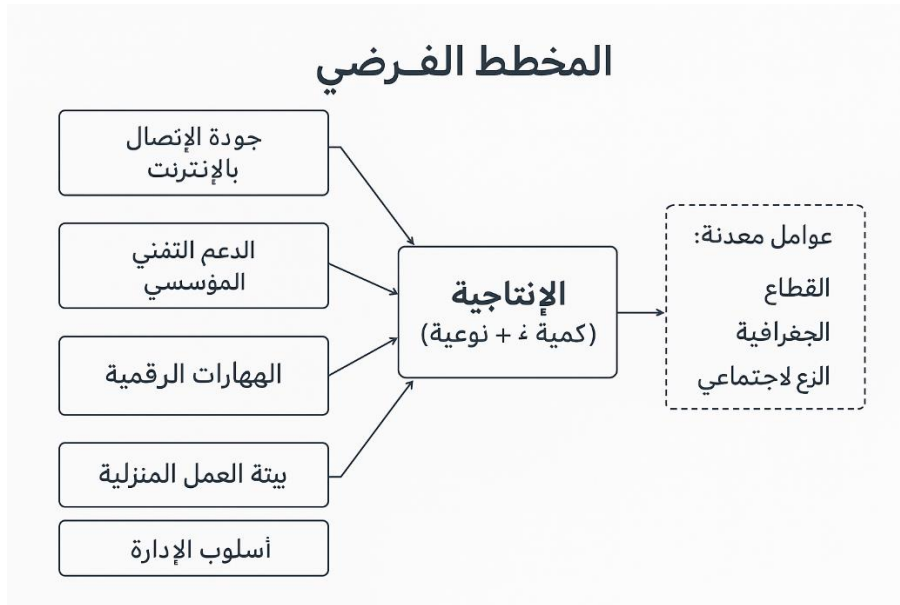 المخطط الفـرضي
جودة الإتصال
بالإنترنت
الدعم التفني
المؤسسي
الههارات الرقمية
بيتة العمل المنزلية
أسلوب الإدارة
الإنتاجية
(كمية ۀ + نوعية)
عوامل معدنة:
القطاع
الجغرافية
الزع لاجتماعي